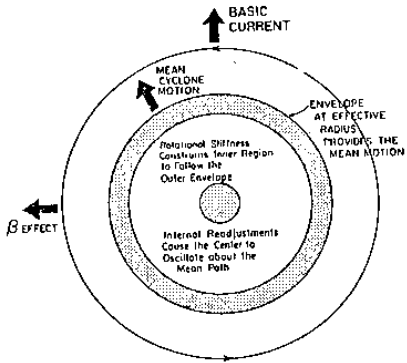 BASIC
CURRENT
MEAN
CYCLONE
MOTION
ENVELOPE
AT EFFECTIVE
RADIUS
PROVIDES THE
MEAN MOTION
Rotational Stiffness
Constrains Inner Region
to Follow the
Outer Envelope
β EFFECT
Internal Readjustments
Cause the Center to
Oscillate about the
Mean Path